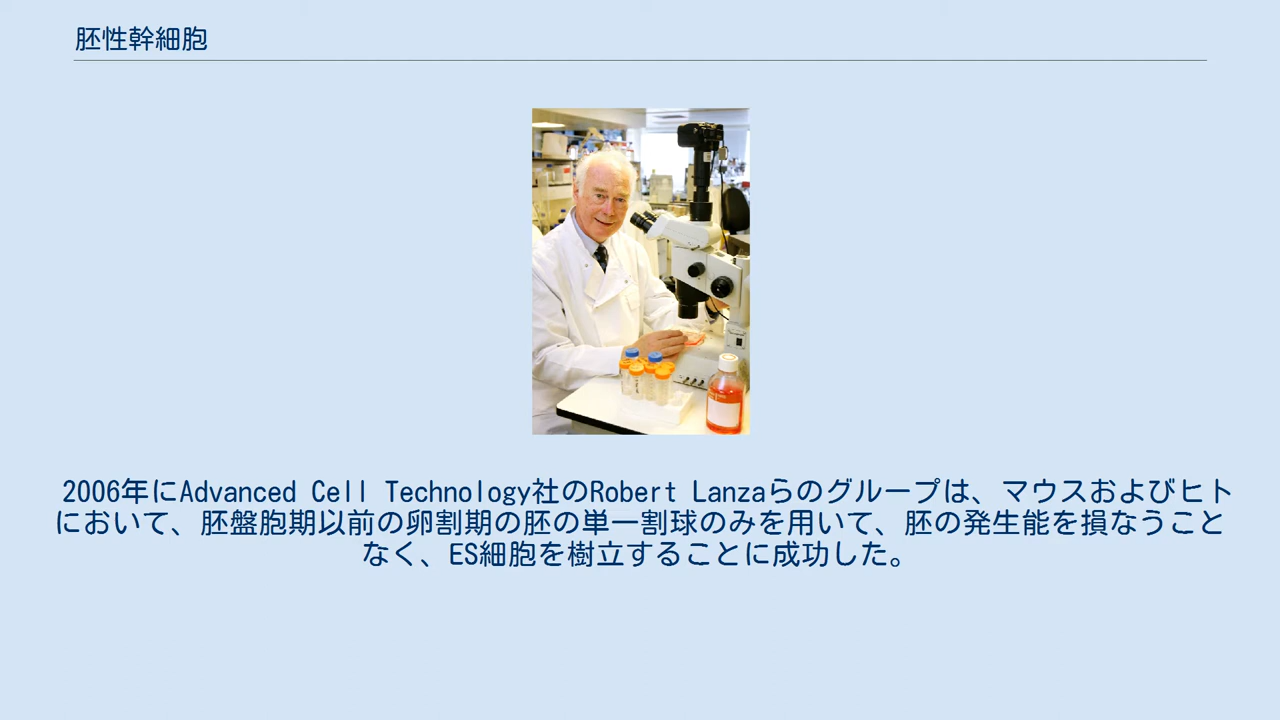 胚性幹細胞
2006年にAdvanced Cell Technology社のRobert Lanzaらのグループは、マウスおよびヒト
において、胚盤胞期以前の卵割期の胚の単一割球のみを用いて、胚の発生能を損なうこと
なく、ES細胞を樹立することに成功した。